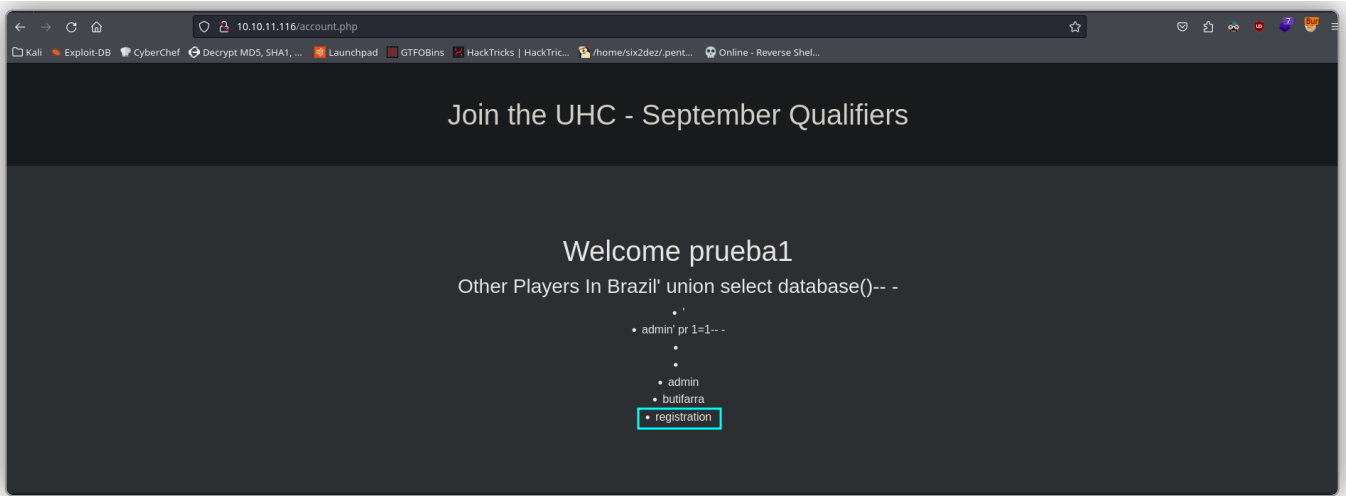 10.10.11.116/account.php
Kali Exploit-DB CyberChef Decrypt MD5, SHA1, ... Launchpad GTFOBins HackTricks | HackTric... /home/six2dez/.pent... Online - Reverse Shel...
Join the UHC - September Qualifiers
Welcome prueba1
Other Players In Brazil' union select database()-- -
• '
• admin' pr 1=1-- -
•
•
• admin
• butifarra
• registration